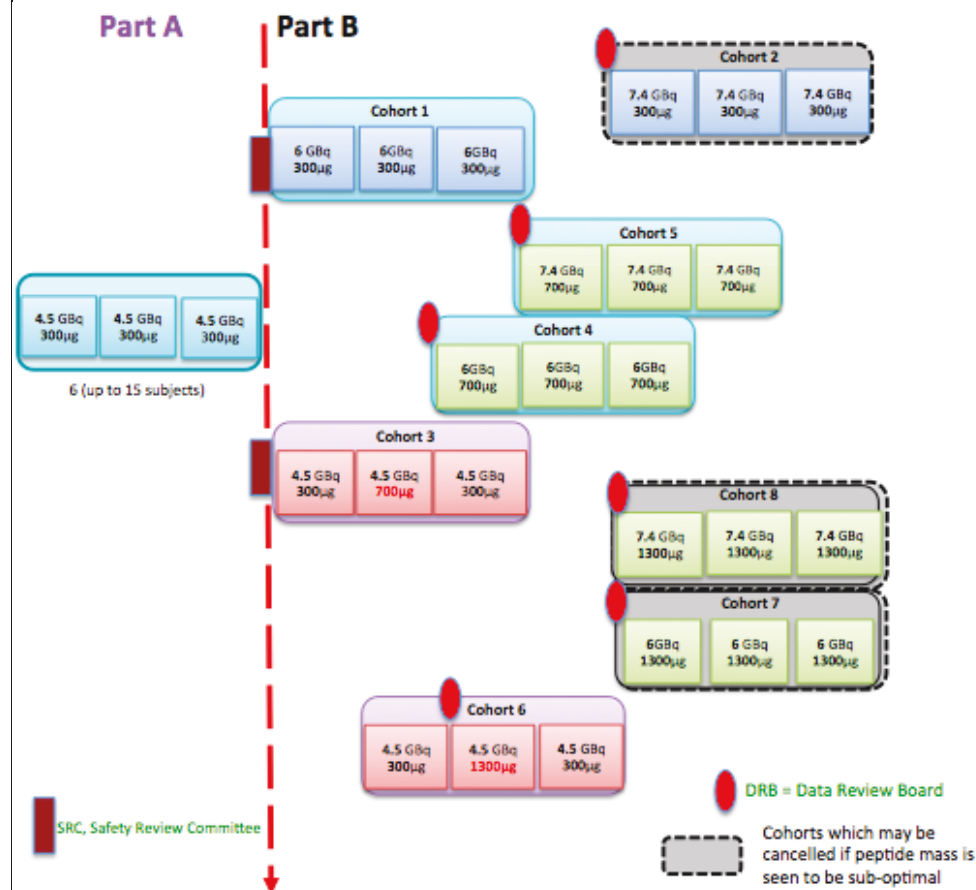 Part A
Part B
Cohort 2
7.4 GBq 7.4 GBq 7.4 GBq
300µg 300µg 300µg
Cohort 1
6 GBq 6GBq 6GBq
300µg 300µg 300µg
Cohort 5
7.4 GBq 7.4 GBq 7.4 GBq
700µg 700µg 700µg
4.5 GBq 4.5 GBq 4.5 GBq
300µg 300µg 300µg
6 (up to 15 subjects)
Cohort 4
6GBq 6GBq 6GBq
700µg 700µg 700µg
Cohort 3
4.5 GBq 4.5 GBq 4.5 GBq
300µg 700µg 300µg
Cohort 8
7.4 GBq 7.4 GBq 7.4 GBq
1300µg 1300µg 1300µg
Cohort 7
6GBq 6 GBq 6 GBq
1300µg 1300µg 1300µg
Cohort 6
4.5 GBq 4.5 GBq 4.5 GBq
300µg 1300µg 300µg
DRB = Data Review Board
SRC, Safety Review Committee
Cohorts which may be
cancelled if peptide mass is
seen to be sub-optimal